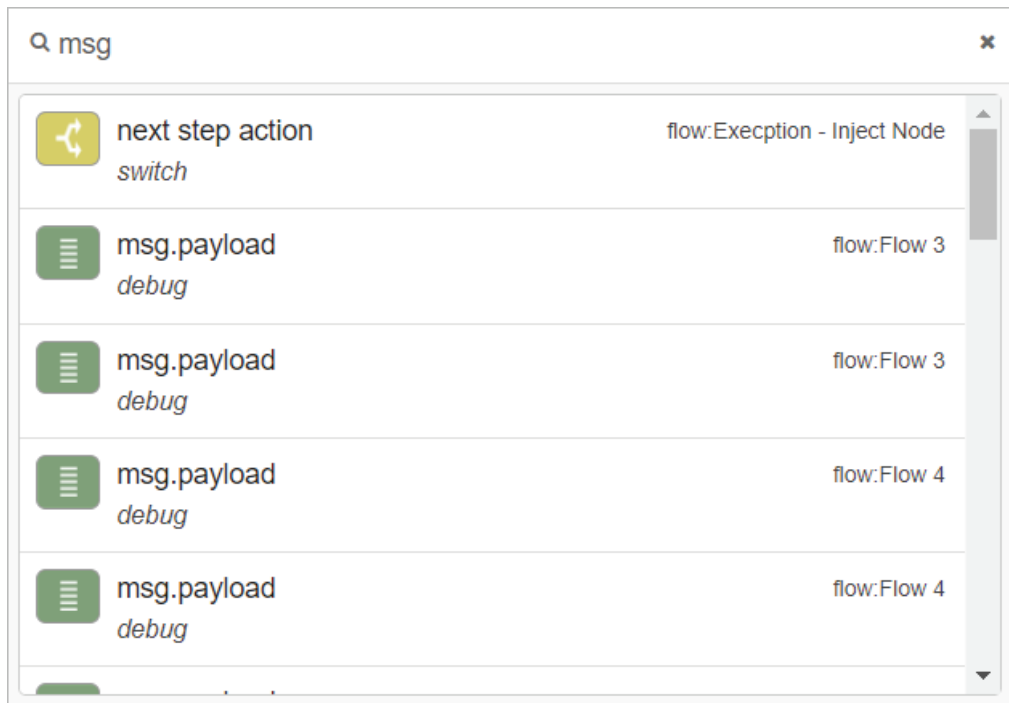 msg
next step action
flow:Execption - Inject Node
switch
msg.payload
flow:Flow 3
debug
msg.payload
flow:Flow 3
debug
msg.payload
flow:Flow 4
debug
msg.payload
flow:Flow 4
debug